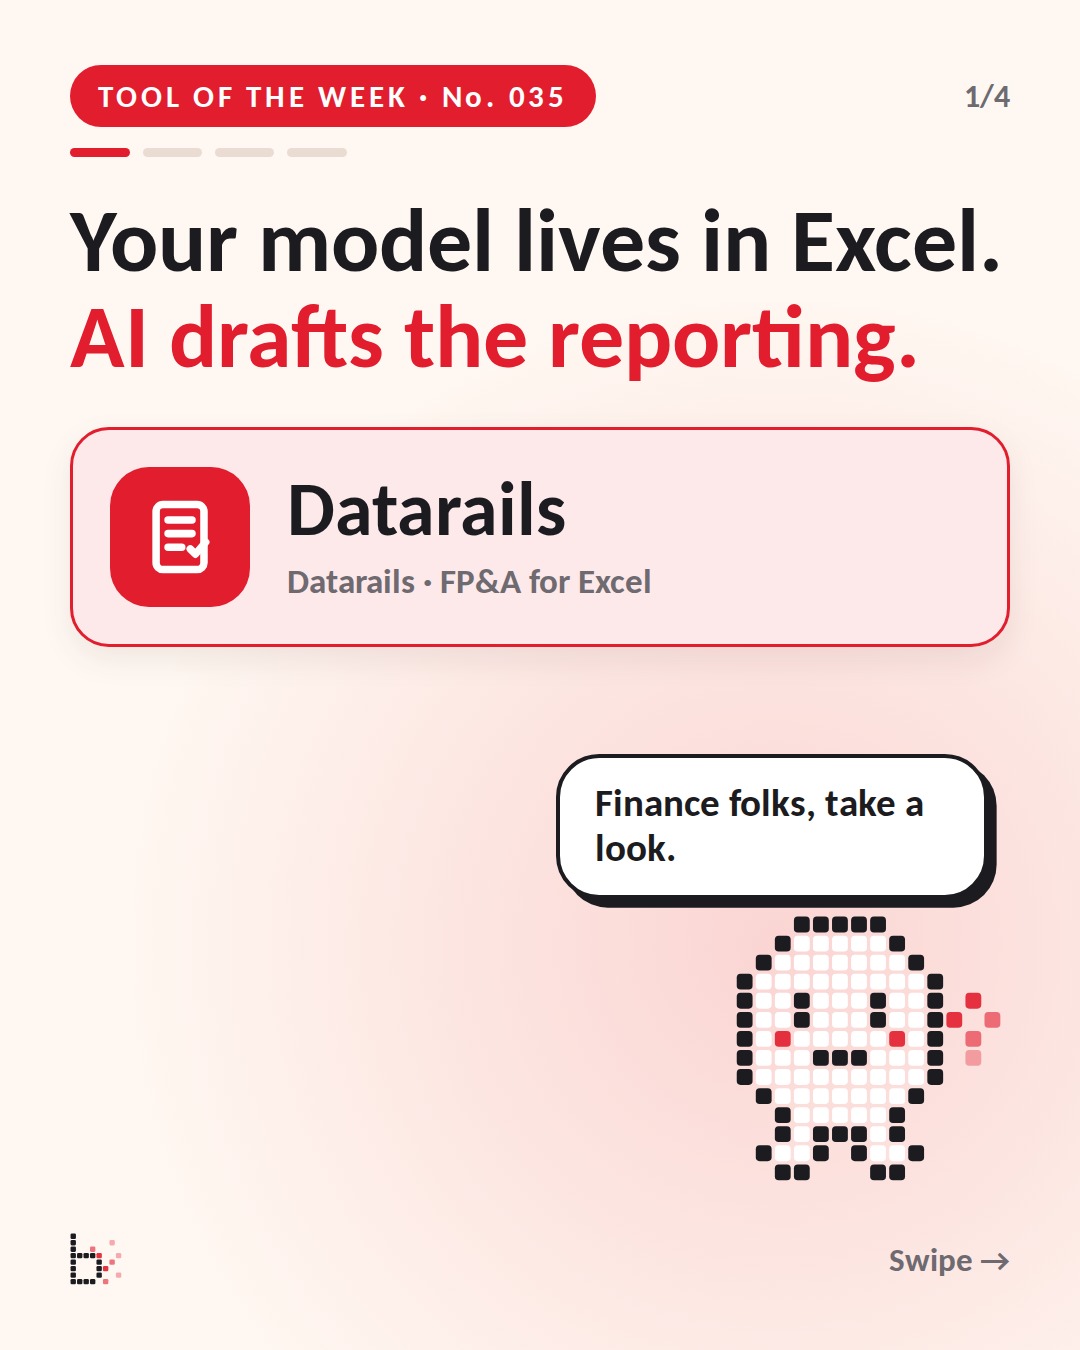 TOOL OF THE WEEK · No. 035
1/4
Your model lives in Excel.
AI drafts the reporting.
Datarails
Datarails · FP&A for Excel
Finance folks, take a
look.
b
Swipe →